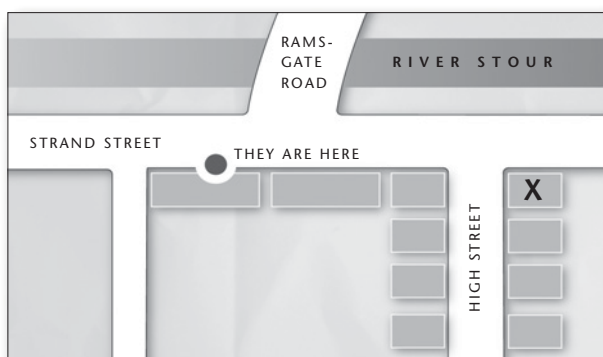 RAMS-
GATE
ROAD
RIVER STOUR
STRAND STREET
THEY ARE HERE
X
HIGH STREET